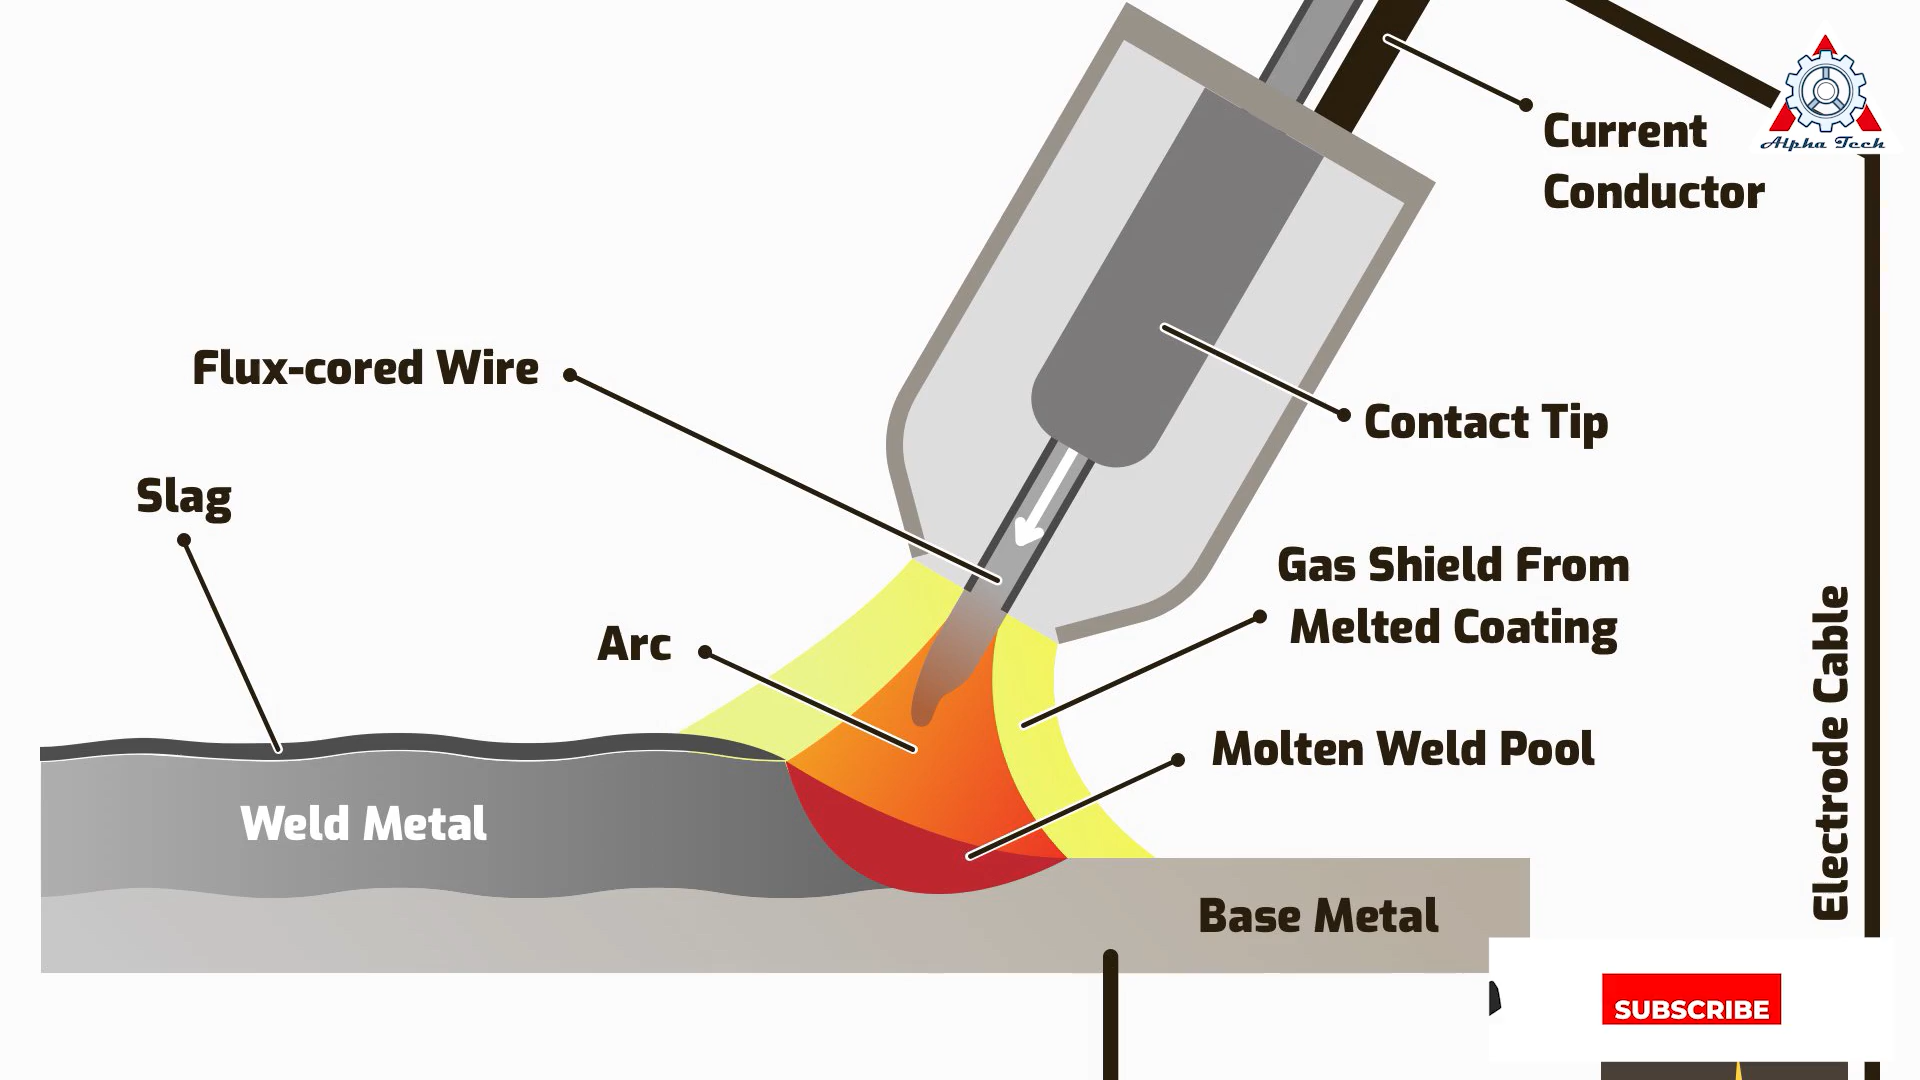 Current
Conductor
Alpha Tech
Flux-cored Wire
Contact Tip
Slag
Gas Shield From
Melted Coating
Arc
Molten Weld Pool
Weld Metal
Base Metal
Electrode Cable
SUBSCRIBE